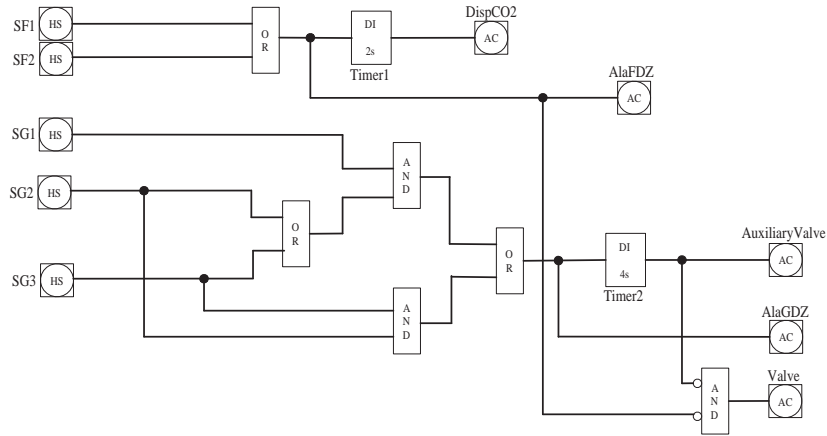 DispCO2
SF1 HS
O
R
DI
2s
AC
SF2 HS
Timer1
AlaFDZ
AC
SG1 HS
A
N
D
SG2 HS
O
R
O
R
DI
4s
AuxiliaryValve
AC
SG3 HS
Timer2
A
N
D
AlaGDZ
AC
Valve
A
N
D
AC